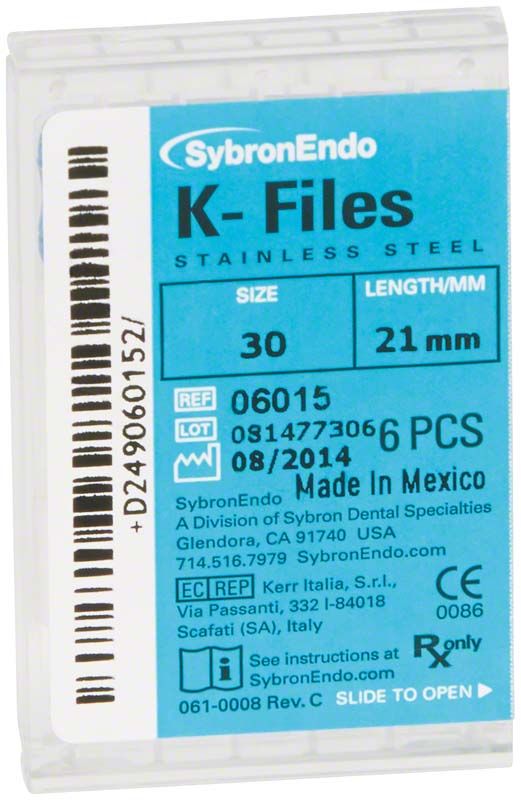 SybronEndo
K- Files
STAINLESS STEEL
SIZE LENGTH/MM
30 21 mm
REF 06015
LOT 081477306 6 PCS
08/2014
Made In Mexico
SybronEndo
A Division of Sybron Dental Specialties
Glendora, CA 91740 USA
714.516.7979 SybronEndo.com
EC REP Kerr Italia, S.r.l.,
Via Passanti, 332 I-84018
Scafati (SA), Italy
CE
0086
i See instructions at
SybronEndo.com
Rx only
061-0008 Rev. C SLIDE TO OPEN
+D249060152/